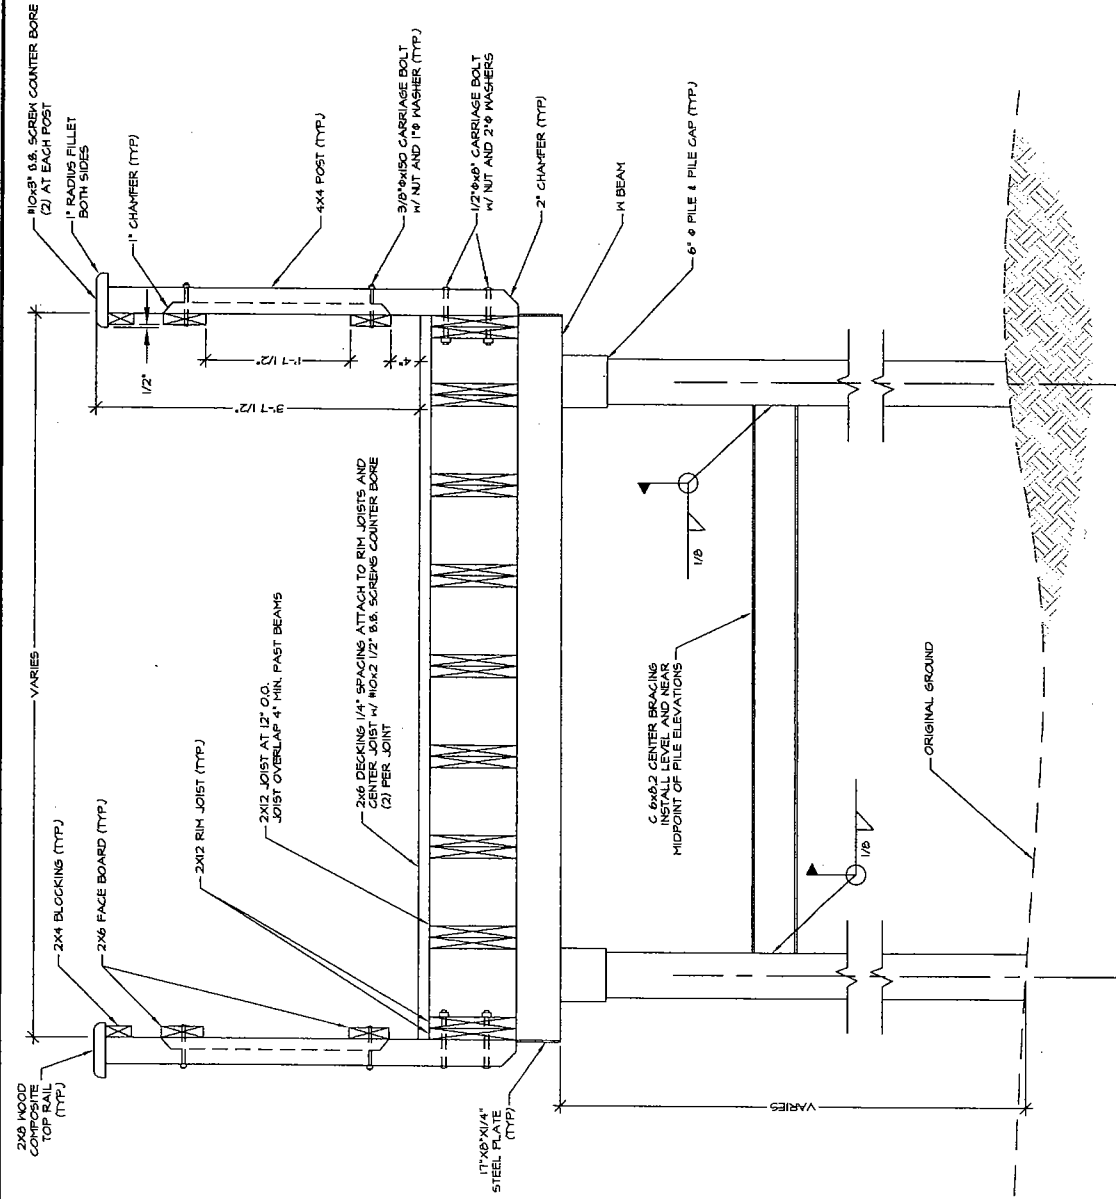 #10x3" S.S. SCREW COUNTER BORE
(2) AT EACH POST
1" RADIUS FILLET
BOTH SIDES
1" CHAMFER (TYP)
4X4 POST (TYP.)
3/8"Φx150 CARRIAGE BOLT
W/ NUT AND 1"Φ WASHER (TYP.)
1/2"Φx8" CARRIAGE BOLT
W/ NUT AND 2"Φ WASHERS
2" CHAMFER (TYP)
W BEAM
6" Φ PILE & PILE CAP (TYP.)
VARIES
1/2"
1'-7 1/2"
4"
3'-7 1/2"
2x6 DECKING 1/4" SPACING ATTACH TO RIM JOISTS AND
CENTER JOIST W/ #10x2 1/2" S.S. SCREWS COUNTER BORE
(2) PER JOINT
2X12 JOIST AT 12" O.C.
JOIST OVERLAP 4" MIN. PAST BEAMS
2X12 RIM JOIST (TYP.)
2X4 BLOCKING (TYP.)
2X6 FACE BOARD (TYP.)
2X8 WOOD
COMPOSITE
TOP RAIL
(TYP.)
17"X8"X1/4"
STEEL PLATE
(TYP)
C 6x8.2 CENTER BRACING
INSTALL LEVEL AND NEAR
MIDPOINT OF PILE ELEVATIONS
1/8
1/8
ORIGINAL GROUND
VARIES